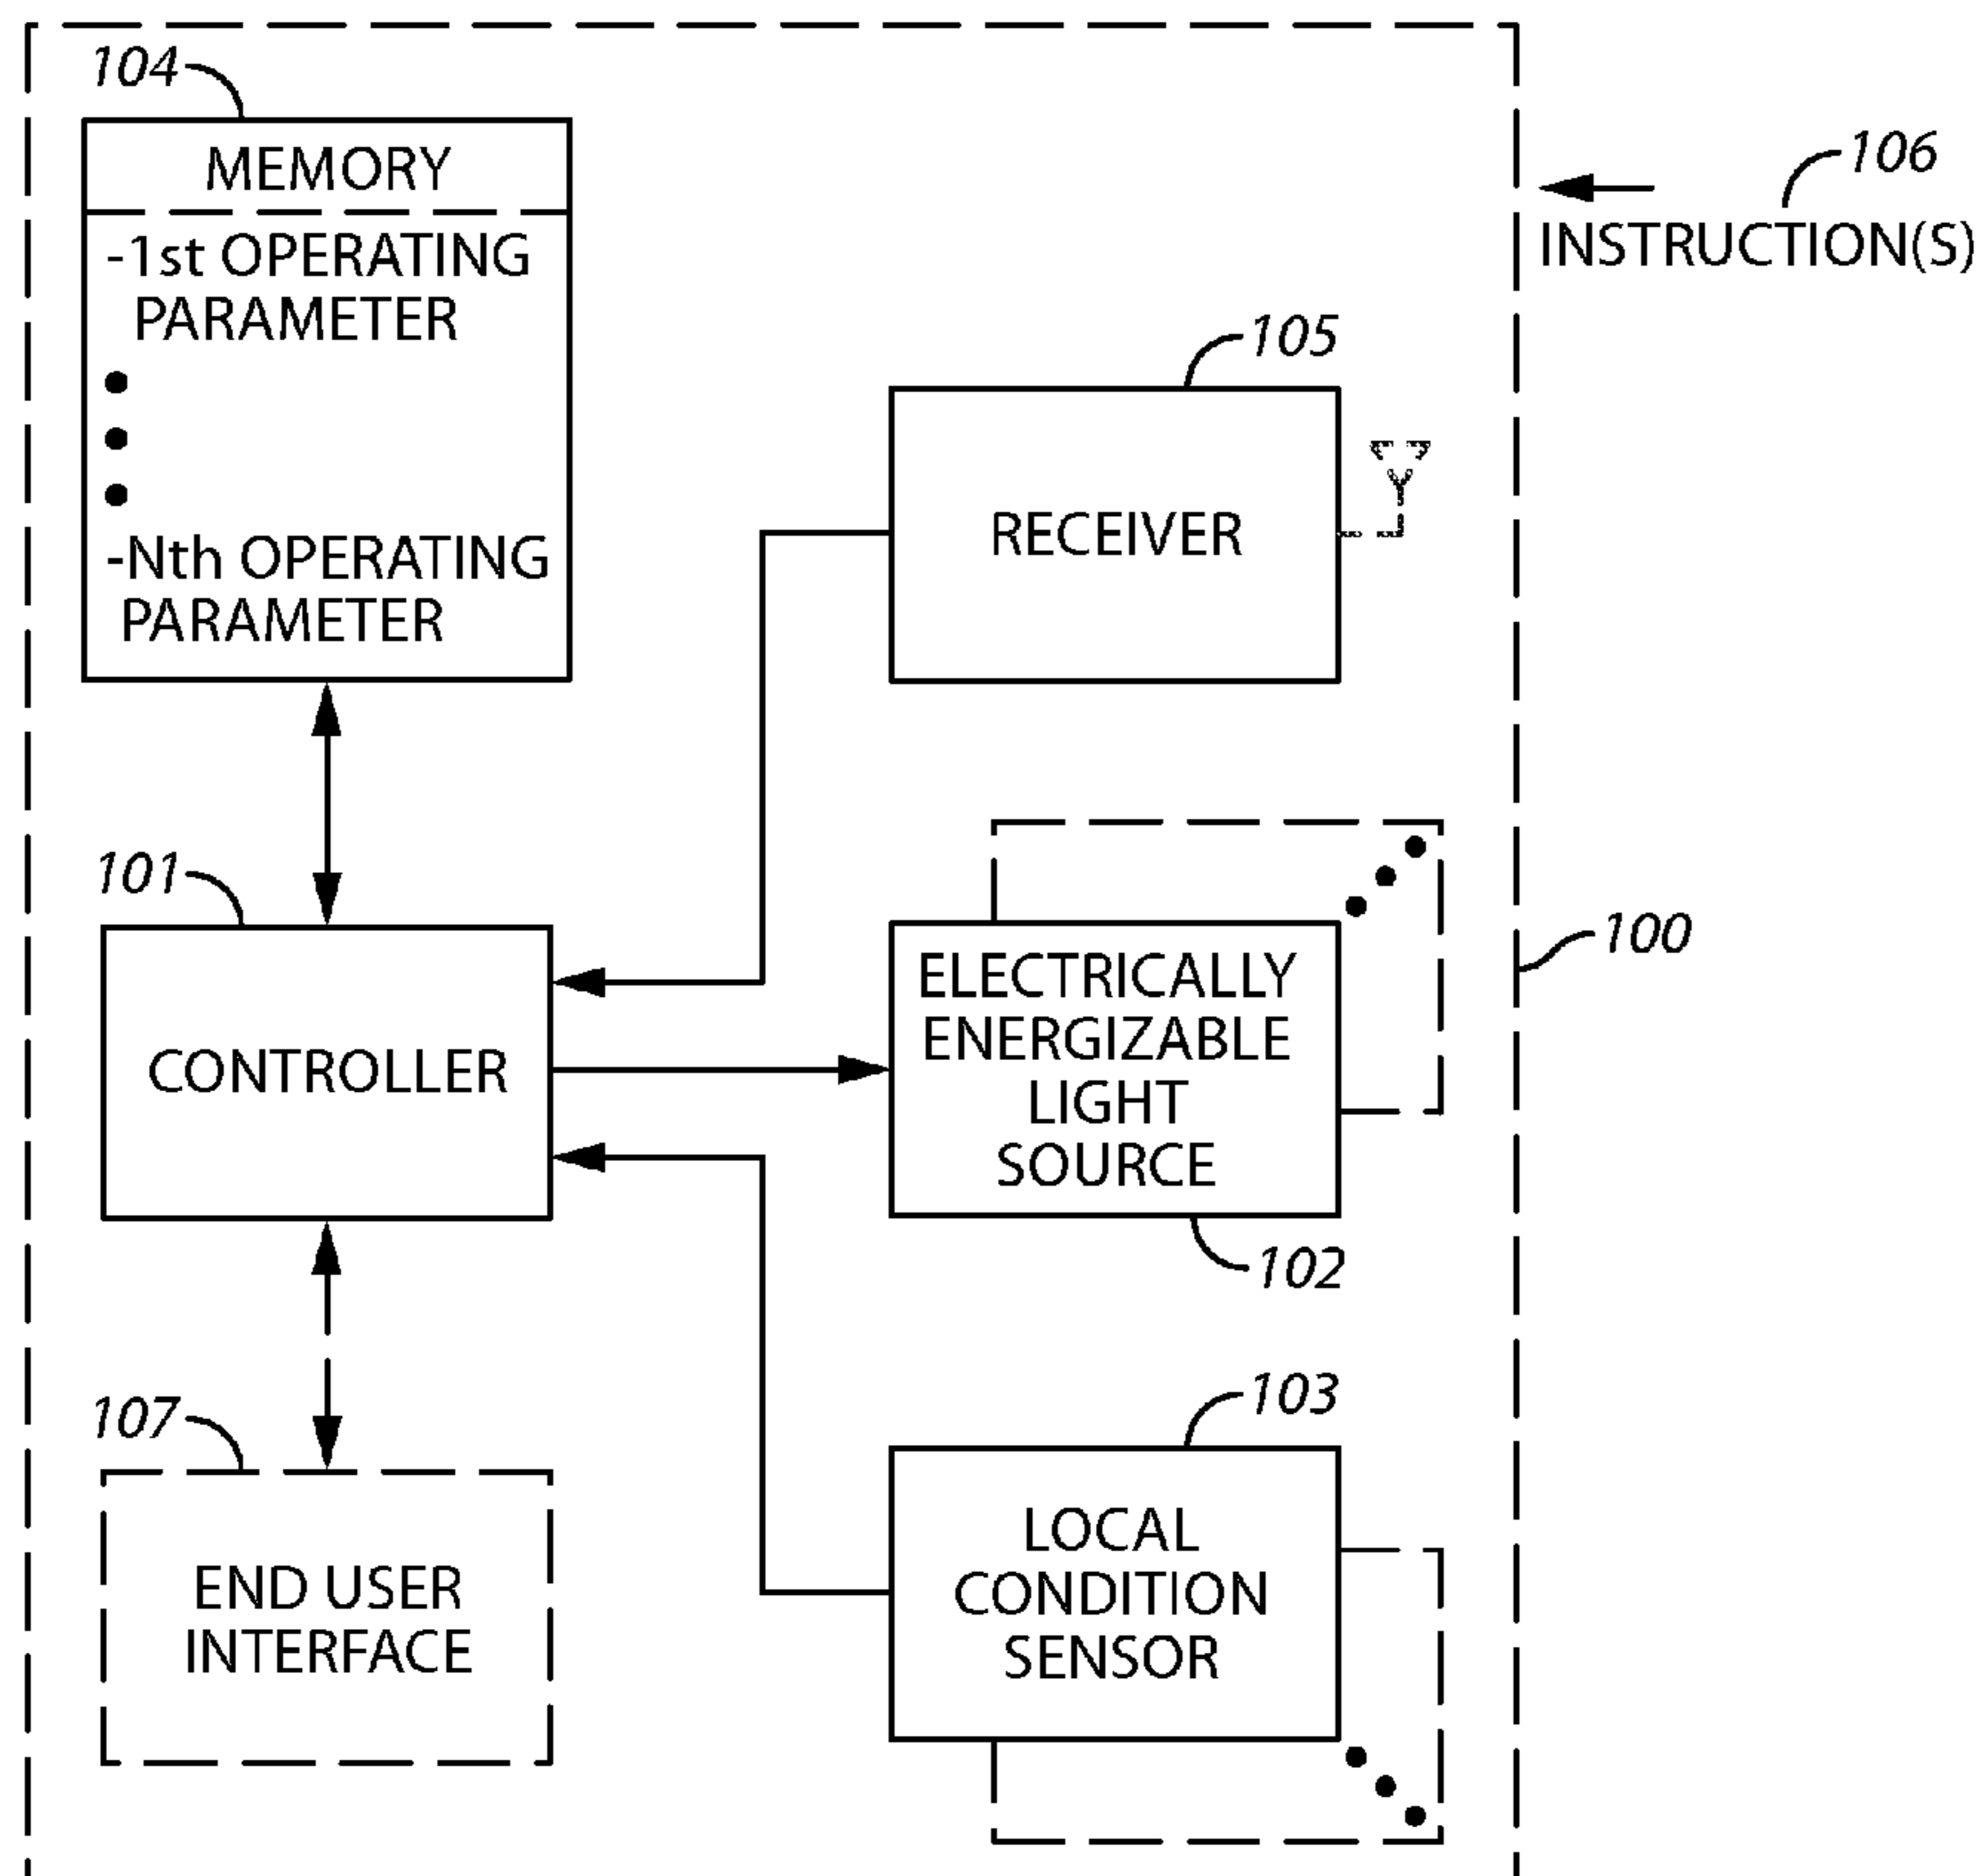 104
MEMORY
-1st OPERATING
PARAMETER
-Nth OPERATING
PARAMETER
106
INSTRUCTION(S)
105
RECEIVER
101
CONTROLLER
ELECTRICALLY
ENERGIZABLE
LIGHT
SOURCE
102
100
107
END USER
INTERFACE
103
LOCAL
CONDITION
SENSOR